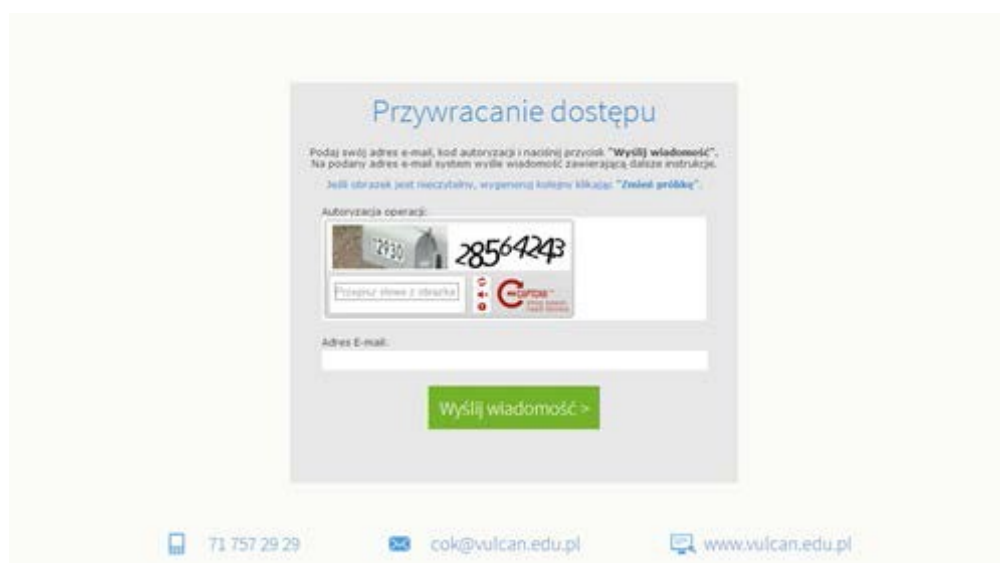 Przywracanie dostępu
Podaj swój adres e-mail, kod autoryzacji i naciśnij przycisk "Wyślij wiadomość".
Na podany adres e-mail system wyśle wiadomość zawierającą dalsze instrukcje.
Jeśli obrazek jest nieczytelny, wygeneruj kolejny klikając "Zmień próbkę".
Autoryzacja operacji:
2930 28564243
Przepisz słowa z obrazka
Adres E-mail:
Wyślij wiadomość >
71 757 29 29 cok@vulcan.edu.pl www.vulcan.edu.pl